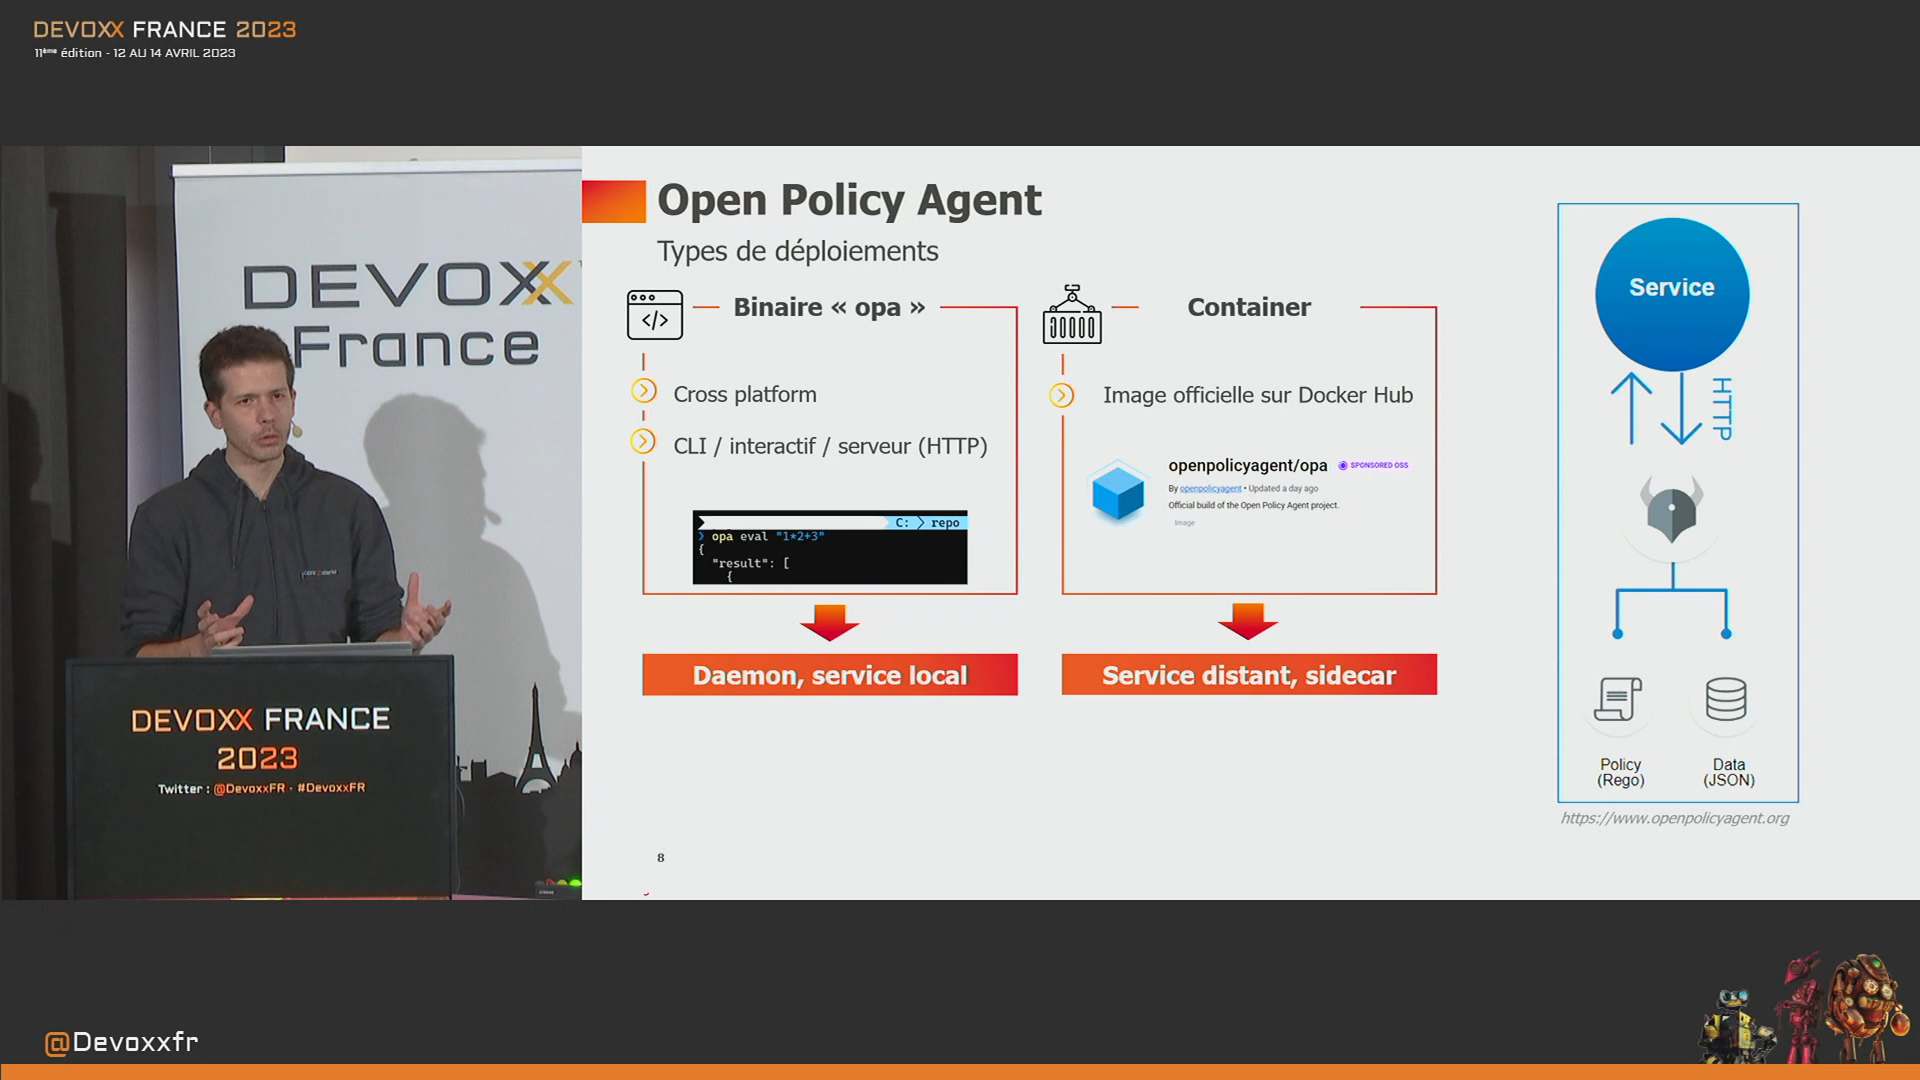 DEVOXX FRANCE 2023
11ème édition - 12 AU 14 AVRIL 2023
DEVOXX
France
DEVOXX FRANCE
2023
Twitter : @DevoxxFR - #DevoxxFR
Open Policy Agent
Types de déploiements
Binaire « opa »
Cross platform
CLI / interactif / serveur (HTTP)
C: repo
opa eval "1*2+3"
{
"result": [
{
Daemon, service local
Container
Image officielle sur Docker Hub
openpolicyagent/opa SPONSORED OSS
By openpolicyagent • Updated a day ago
Official build of the Open Policy Agent project.
Image
Service distant, sidecar
Service
HTTP
Policy
(Rego)
Data
(JSON)
https://www.openpolicyagent.org
8
@Devoxxfr